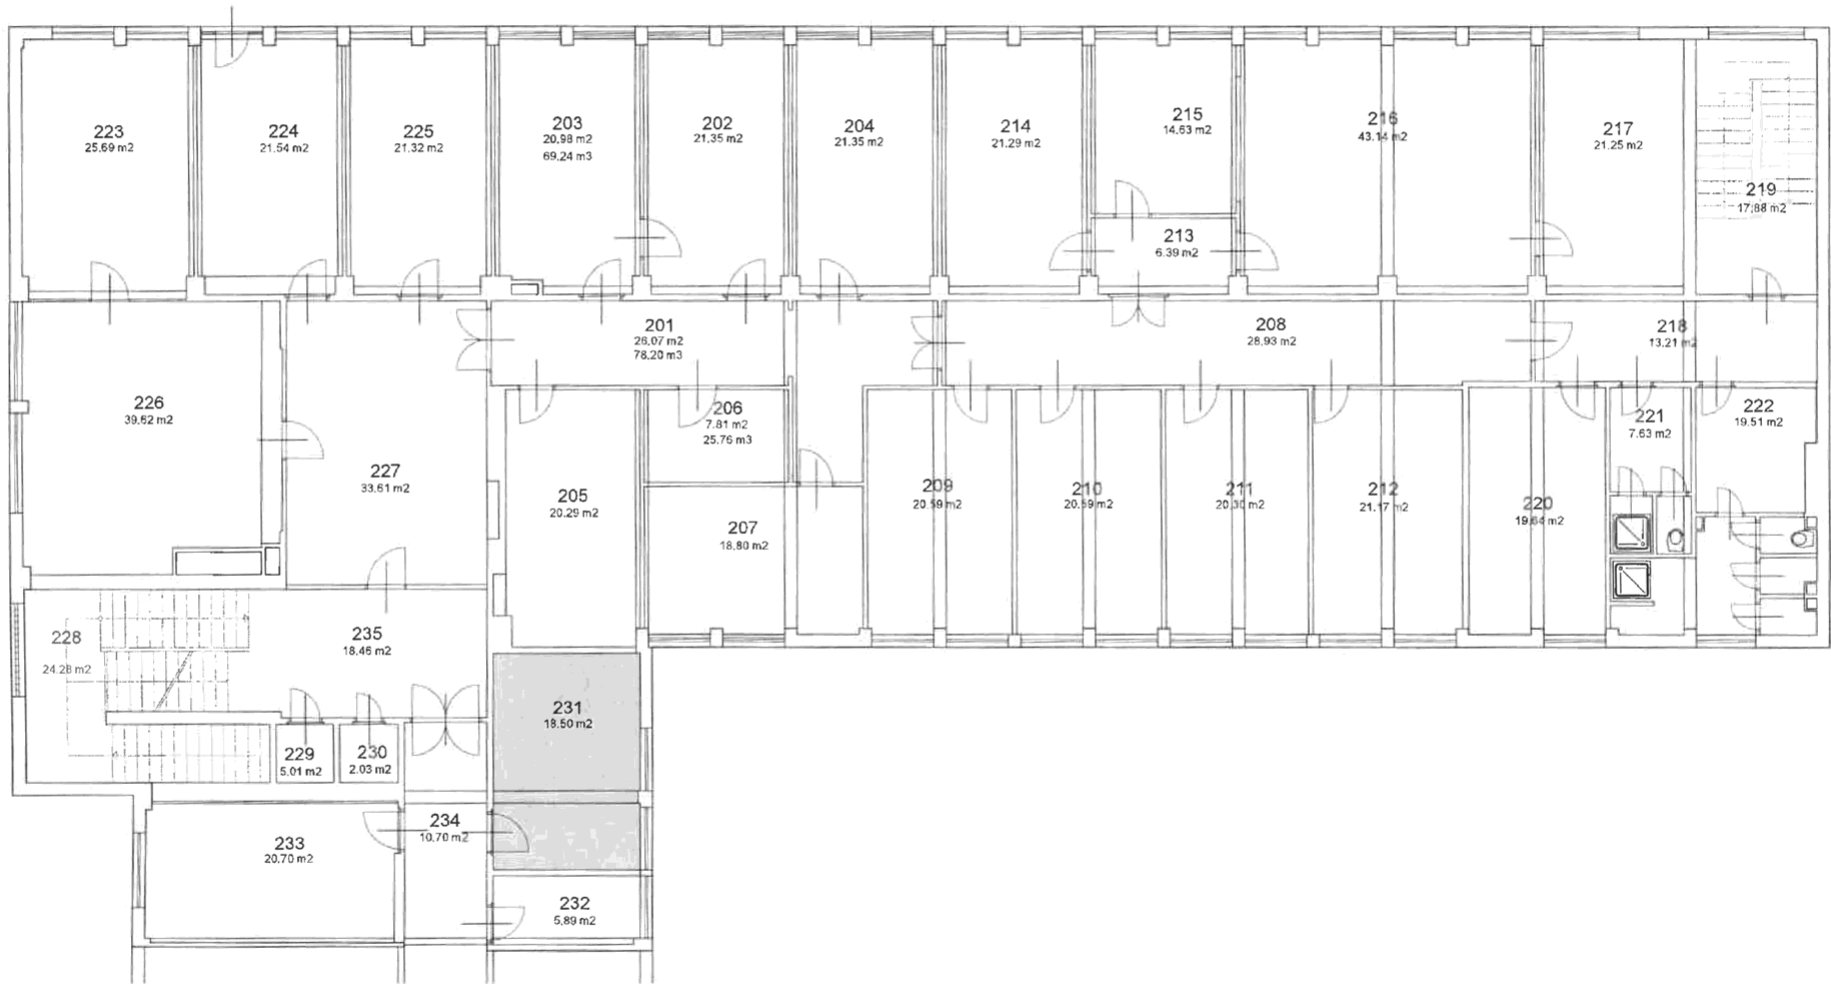 223
25.69 m2
224
21.54 m2
225
21.32 m2
203
20.98 m2
69.24 m3
202
21.35 m2
204
21.35 m2
214
21.29 m2
215
14.63 m2
216
43.14 m2
217
21.25 m2
219
17.88 m2
213
6.39 m2
201
26.07 m2
78.20 m3
208
28.93 m2
218
13.21 m2
226
39.62 m2
227
33.61 m2
206
7.81 m2
25.76 m3
205
20.29 m2
207
18.80 m2
209
20.59 m2
210
20.59 m2
211
20.30 m2
212
21.17 m2
220
19.64 m2
221
7.63 m2
222
19.51 m2
228
24.28 m2
235
18.46 m2
231
18.50 m2
229
5.01 m2
230
2.03 m2
233
20.70 m2
234
10.70 m2
232
5.89 m2